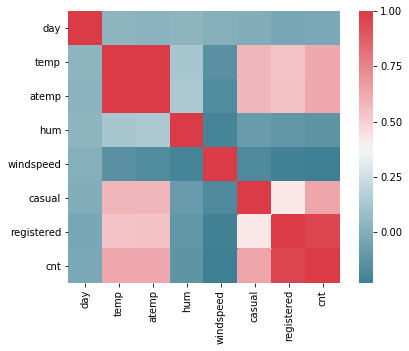 day
temp
atemp
hum
windspeed
casual
registered
cnt
day
temp
atemp
hum
windspeed
casual
registered
cnt
1.00
0.75
0.50
0.25
0.00